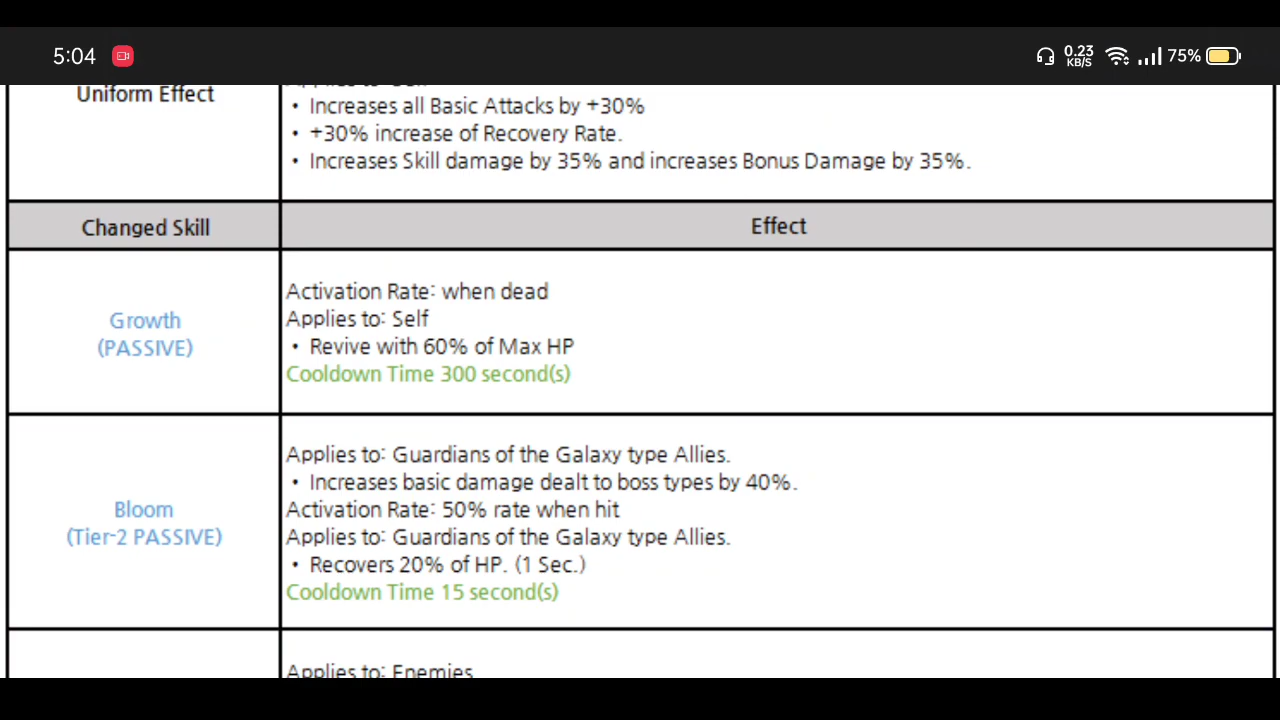 5:04
0.23
KB/S
75%
Uniform Effect
• Increases all Basic Attacks by +30%
• +30% increase of Recovery Rate.
• Increases Skill damage by 35% and increases Bonus Damage by 35%.
Changed Skill
Effect
Growth
(PASSIVE)
Activation Rate: when dead
Applies to: Self
• Revive with 60% of Max HP
Cooldown Time 300 second(s)
Bloom
(Tier-2 PASSIVE)
Applies to: Guardians of the Galaxy type Allies.
• Increases basic damage dealt to boss types by 40%.
Activation Rate: 50% rate when hit
Applies to: Guardians of the Galaxy type Allies.
• Recovers 20% of HP. (1 Sec.)
Cooldown Time 15 second(s)
Applies to: Enemies